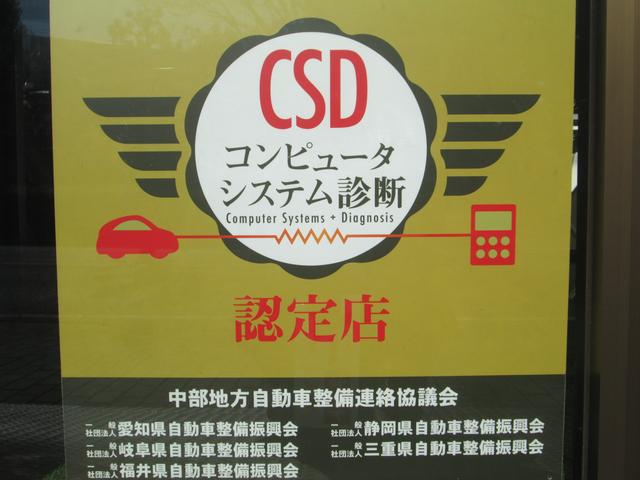 CSD
コンピュータ
システム診断
Computer Systems + Diagnosis
認定店
中部地方自動車整備連絡協議会
一般社団法人 愛知県自動車整備振興会
一般社団法人 静岡県自動車整備振興会
一般社団法人 岐阜県自動車整備振興会
一般社団法人 三重県自動車整備振興会
一般社団法人 福井県自動車整備振興会